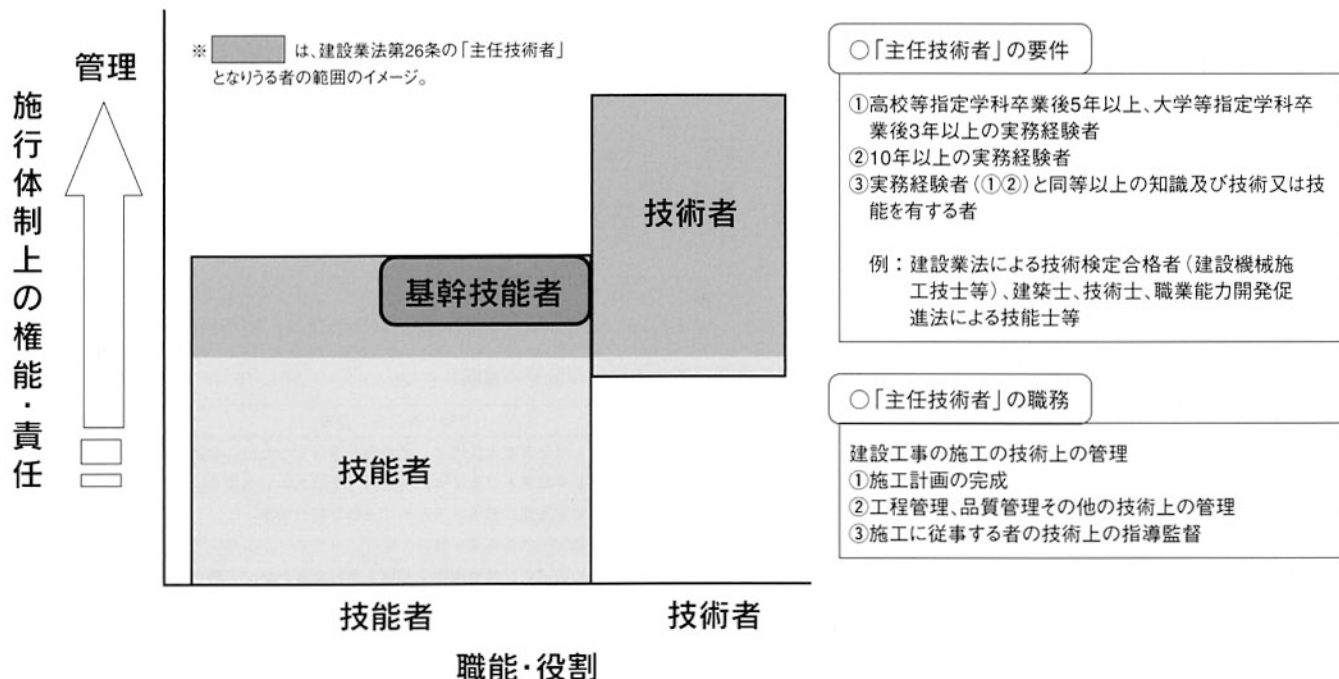 ※ は、建設業法第26条の「主任技術者」
となりうる者の範囲のイメージ。
管理
施行体制上の権能・責任
技術者
基幹技能者
技能者
技能者
技術者
職能・役割
○「主任技術者」の要件
①高校等指定学科卒業後5年以上、大学等指定学科卒
業後3年以上の実務経験者
②10年以上の実務経験者
③実務経験者(①②)と同等以上の知識及び技術又は技
能を有する者
例：建設業法による技術検定合格者(建設機械施
工技士等)、建築士、技術士、職業能力開発促
進法による技能士等
○「主任技術者」の職務
建設工事の施工の技術上の管理
①施工計画の完成
②工程管理、品質管理その他の技術上の管理
③施工に従事する者の技術上の指導監督